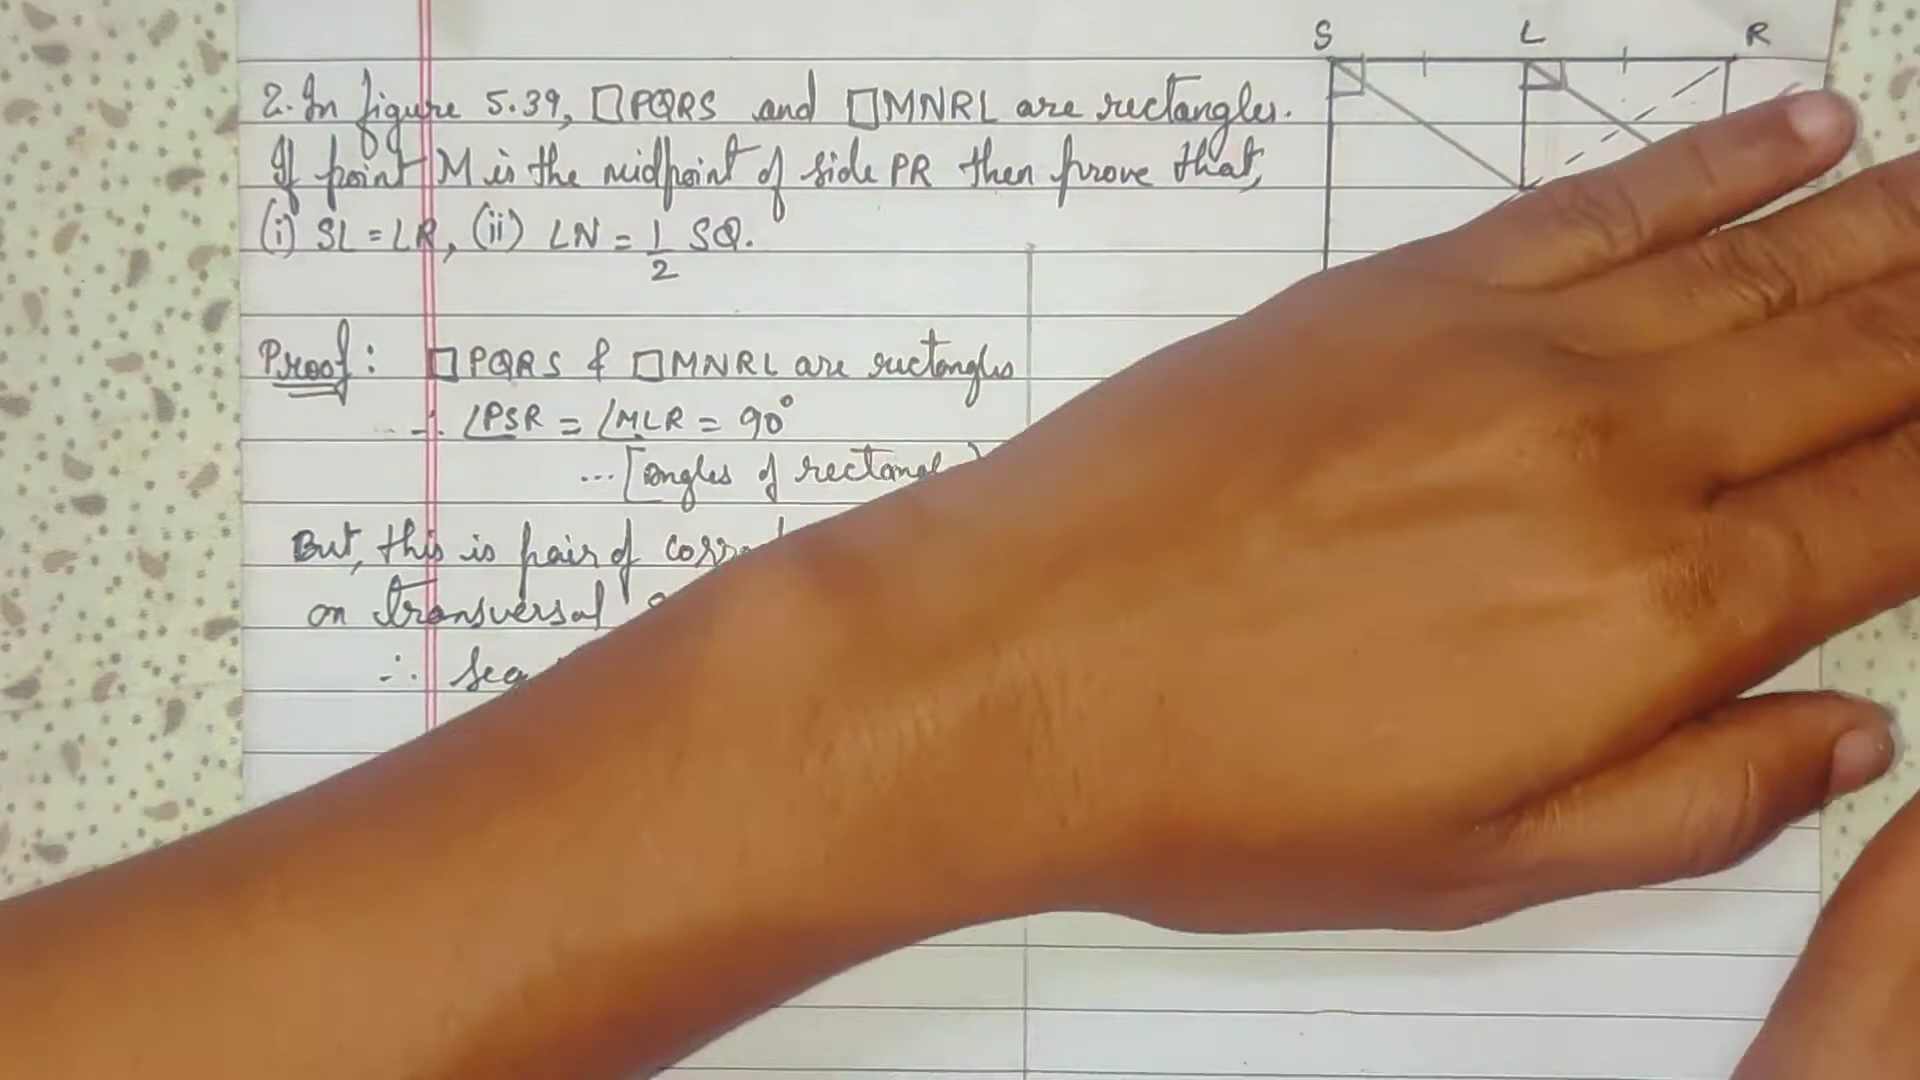 S L R
2. In figure 5.39, □PQRS and □MNRL are rectangles.
If point M is the midpoint of side PR then prove that,
(i) SL = LR, (ii) LN = 1/2 SQ.
Proof : □PQRS & □MNRL are rectangles
∴ ∠PSR = ∠MLR = 90°
... [angles of
But, this is pair of
on transversal
∴